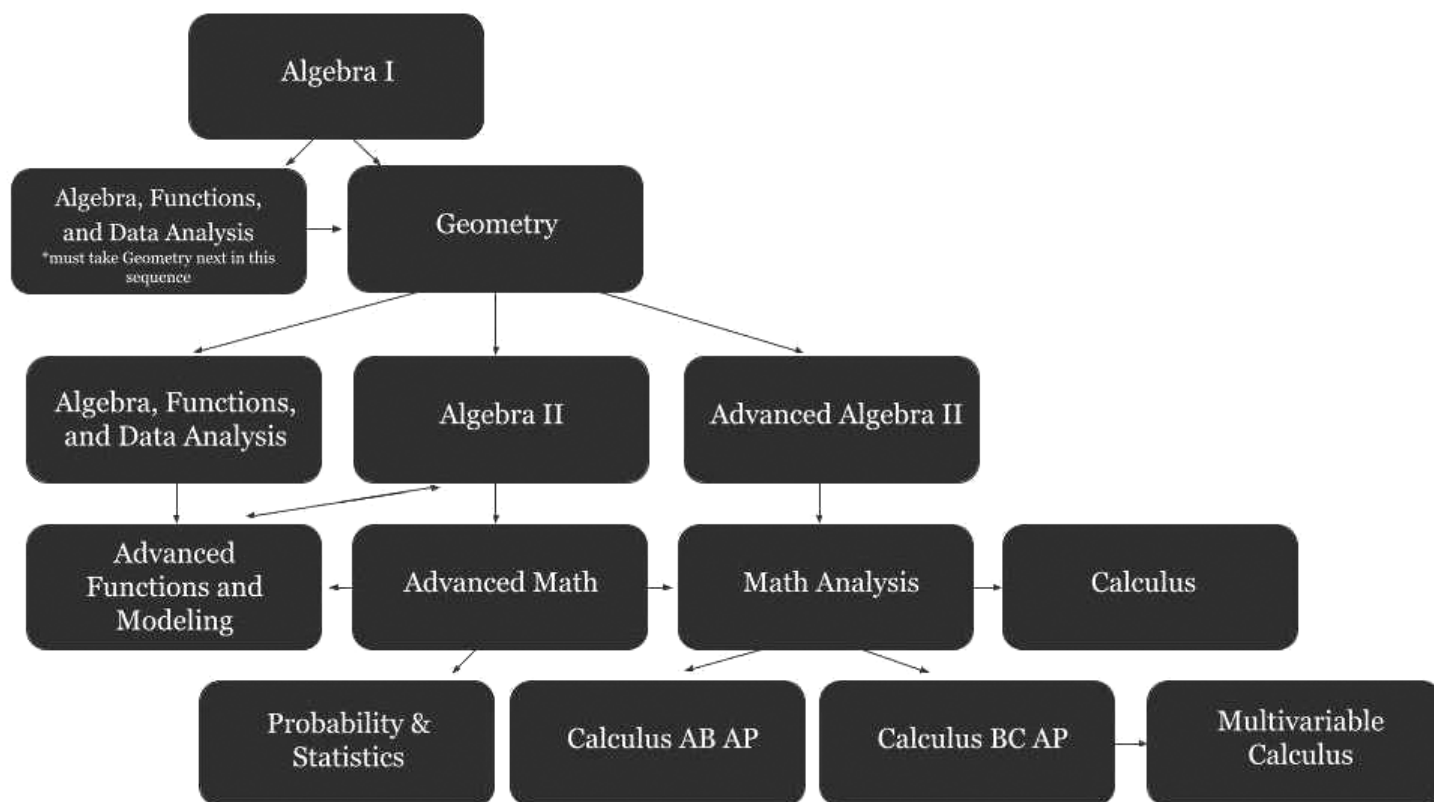 Algebra I
Algebra, Functions,
and Data Analysis
*must take Geometry next in this
sequence
Geometry
Algebra, Functions,
and Data Analysis
Algebra II
Advanced Algebra II
Advanced
Functions and
Modeling
Advanced Math
Math Analysis
Calculus
Probability &
Statistics
Calculus AB AP
Calculus BC AP
Multivariable
Calculus